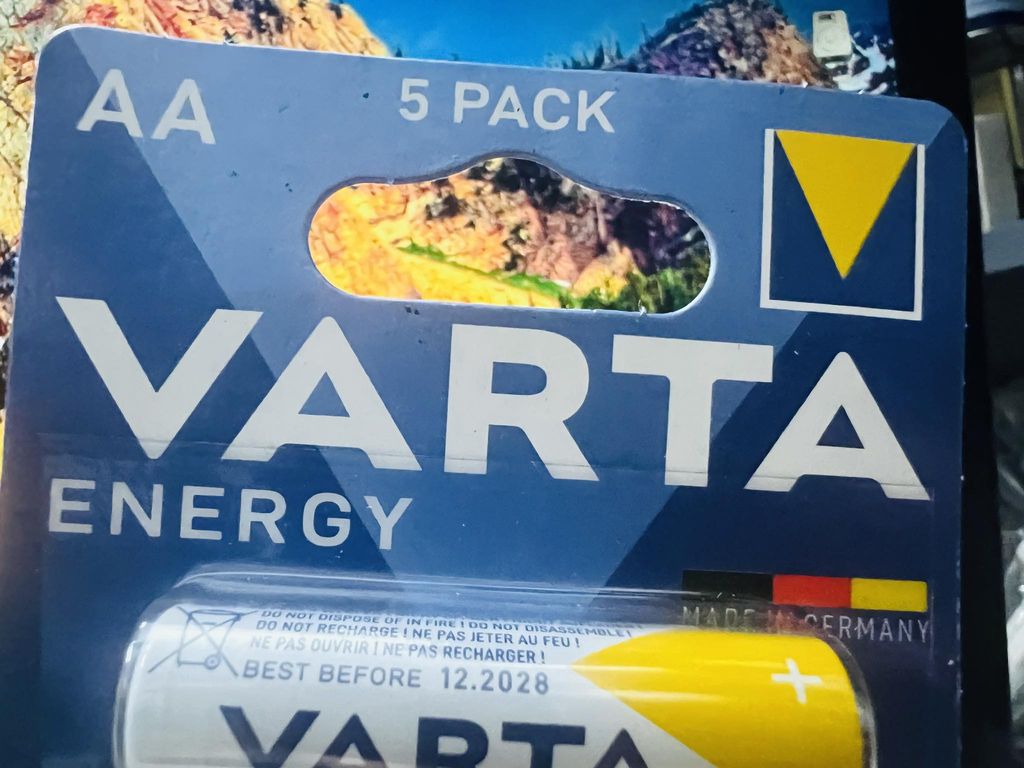 AA
5 PACK
VARTA
ENERGY
MADE IN GERMANY
DO NOT DISPOSE OF IN FIRE ! DO NOT DISASSEMBLE !
DO NOT RECHARGE ! NE PAS JETER AU FEU !
NE PAS OUVRIR ! NE PAS RECHARGER !
BEST BEFORE 12.2028
VARTA
+